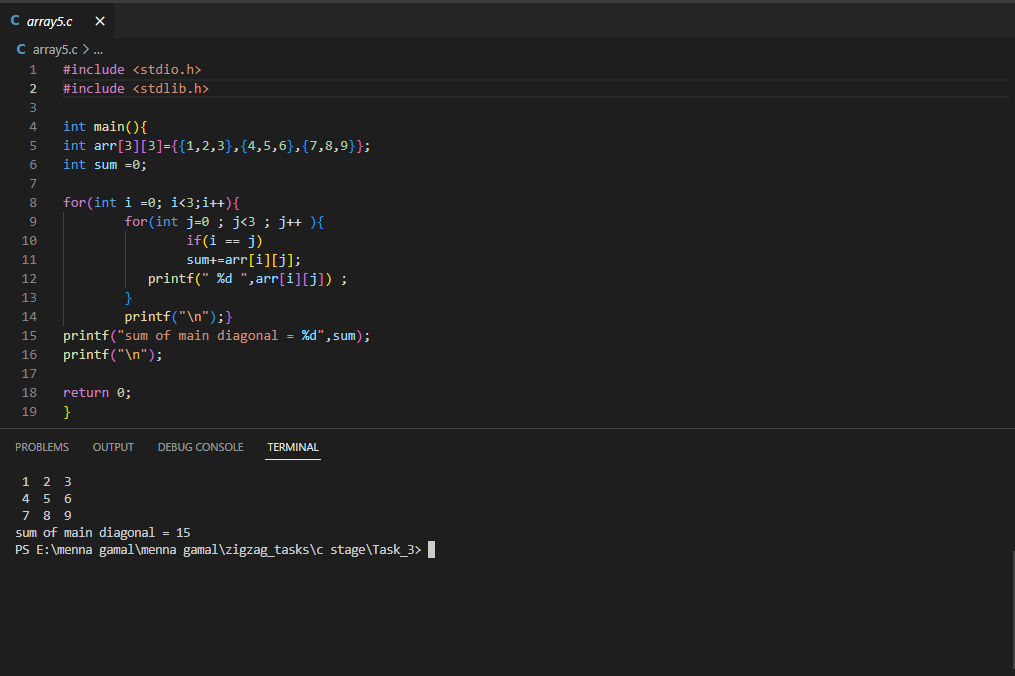 C array5.c ×
C array5.c > ...
1 #include <stdio.h>
2 #include <stdlib.h>
3
4 int main(){
5 int arr[3][3]={{1,2,3},{4,5,6},{7,8,9}};
6 int sum =0;
7
8 for(int i =0; i<3;i++){
9         for(int j=0 ; j<3 ; j++ ){
10                 if(i == j)
11                 sum+=arr[i][j];
12            printf(" %d ",arr[i][j]) ;
13         }
14         printf("\n");}
15 printf("sum of main diagonal = %d",sum);
16 printf("\n");
17
18 return 0;
19 }
PROBLEMS OUTPUT DEBUG CONSOLE TERMINAL
 1  2  3
 4  5  6
 7  8  9
sum of main diagonal = 15
PS E:\menna gamal\menna gamal\zigzag_tasks\c stage\Task_3>